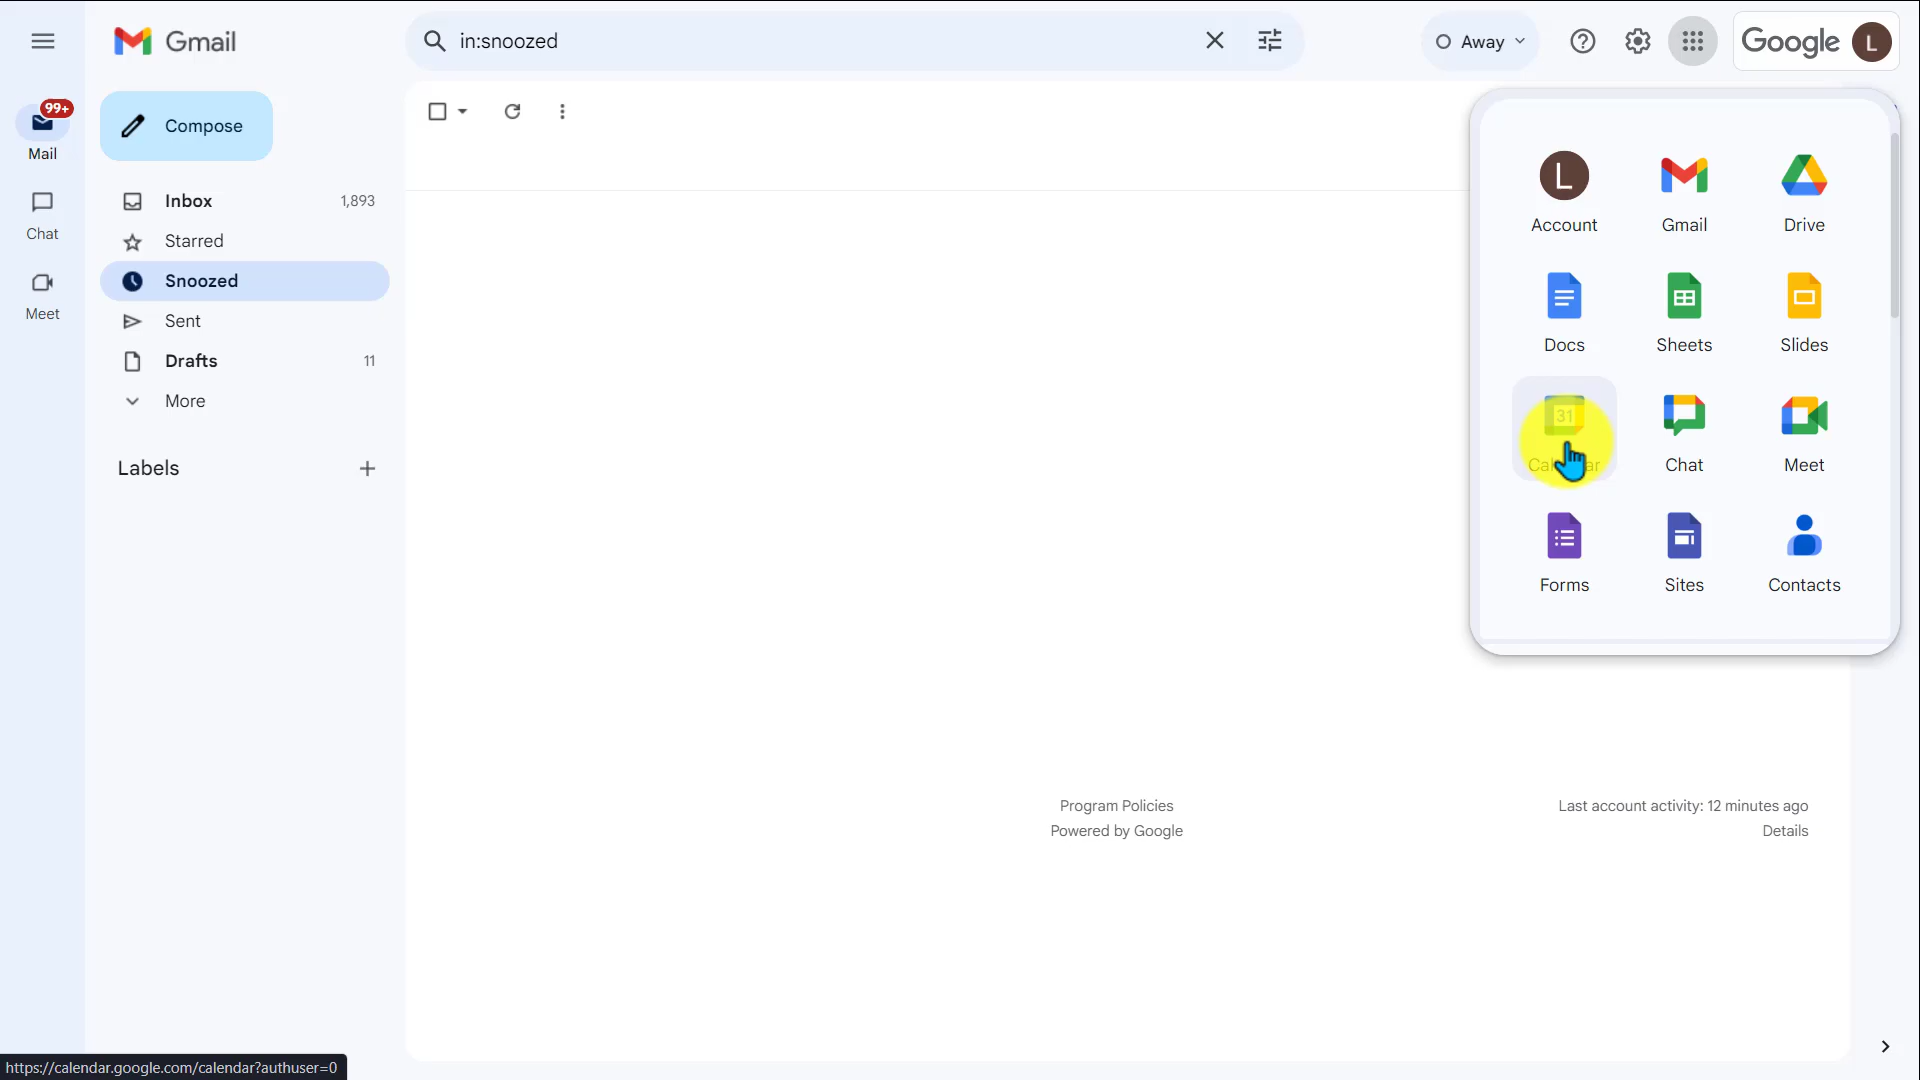 Gmail
in:snoozed
Away
Google
L
99+
Mail
Compose
Chat
Meet
Inbox 1,893
Starred
Snoozed
Sent
Drafts 11
More
Labels
L
Account Gmail Drive
Docs Sheets Slides
31
Calendar Chat Meet
Forms Sites Contacts
Program Policies
Powered by Google
Last account activity: 12 minutes ago
Details
https://calendar.google.com/calendar?authuser=0